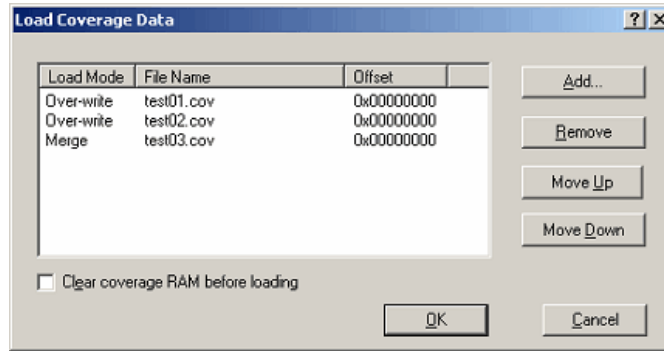 Load Coverage Data
Load Mode File Name Offset
Over-write test01.cov 0x00000000
Over-write test02.cov 0x00000000
Merge test03.cov 0x00000000
Add...
Remove
Move Up
Move Down
Clear coverage RAM before loading
OK Cancel